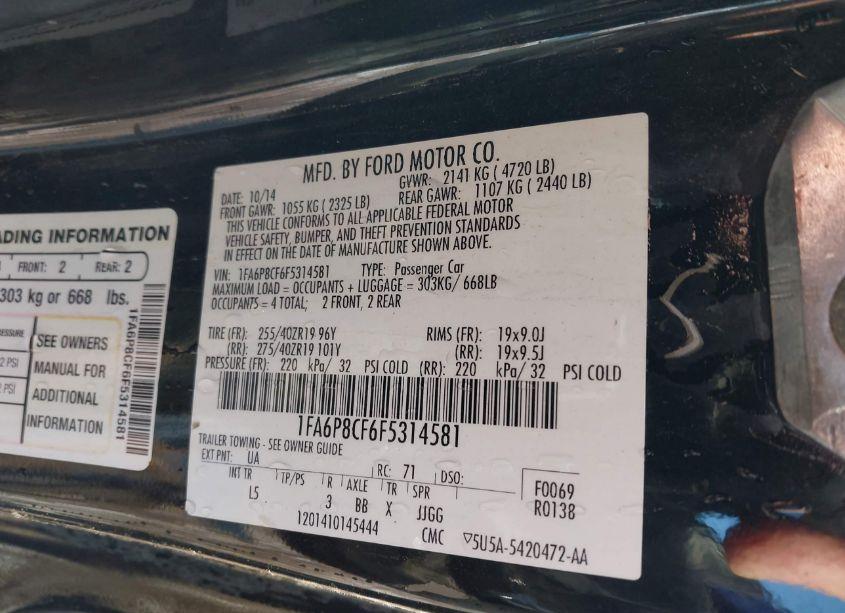 MFD. BY FORD MOTOR CO.
DATE: 10/14 GVWR: 2141 KG ( 4720 LB)
FRONT GAWR: 1055 KG ( 2325 LB) REAR GAWR: 1107 KG ( 2440 LB)
THIS VEHICLE CONFORMS TO ALL APPLICABLE FEDERAL MOTOR
VEHICLE SAFETY, BUMPER, AND THEFT PREVENTION STANDARDS
IN EFFECT ON THE DATE OF MANUFACTURE SHOWN ABOVE.
VIN: 1FA6P8CF6F5314581 TYPE: Passenger Car
MAXIMUM LOAD = OCCUPANTS + LUGGAGE = 303KG/ 668LB
OCCUPANTS = 4 TOTAL; 2 FRONT, 2 REAR
TIRE (FR): 255/40ZR19 96Y RIMS (FR): 19x9.0J
(RR): 275/40ZR19 101Y (RR): 19x9.5J
PRESSURE (FR): 220 kPa/ 32 PSI COLD (RR): 220 kPa/ 32 PSI COLD
1FA6P8CF6F5314581
TRAILER TOWING - SEE OWNER GUIDE
EXT PNT: UA RC: 71 DSO: F0069
INT TR TP/PS R AXLE TR SPR R0138
L5 3 BB X JJGG
1201410145444 CMC ▽5U5A-5420472-AA
ADING INFORMATION
FRONT: 2 REAR: 2
303 kg or 668 lbs.
SEE OWNERS
MANUAL FOR
ADDITIONAL
INFORMATION
1FA6P8CF6F5314581
2 PSI
2 PSI